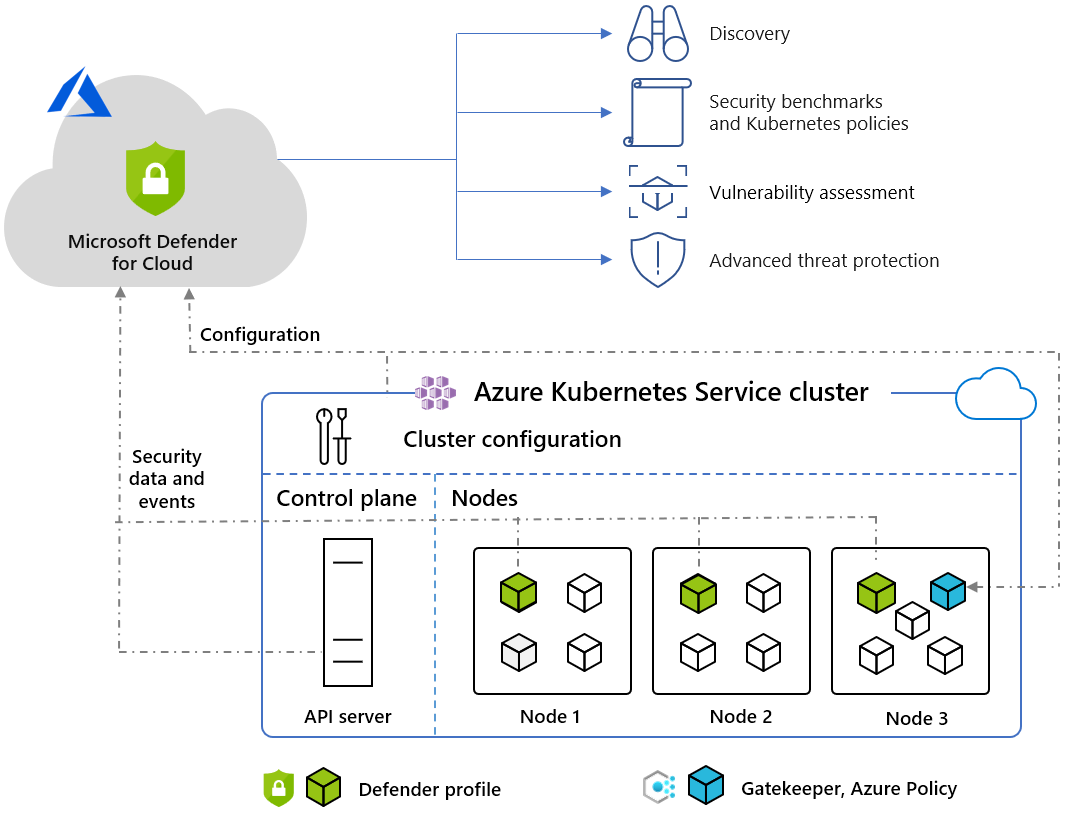 Discovery
Security benchmarks
and Kubernetes policies
Vulnerability assessment
Advanced threat protection
Microsoft Defender
for Cloud
Configuration
Azure Kubernetes Service cluster
Cluster configuration
Security
data and
events
Control plane
Nodes
API server
Node 1
Node 2
Node 3
Defender profile
Gatekeeper, Azure Policy